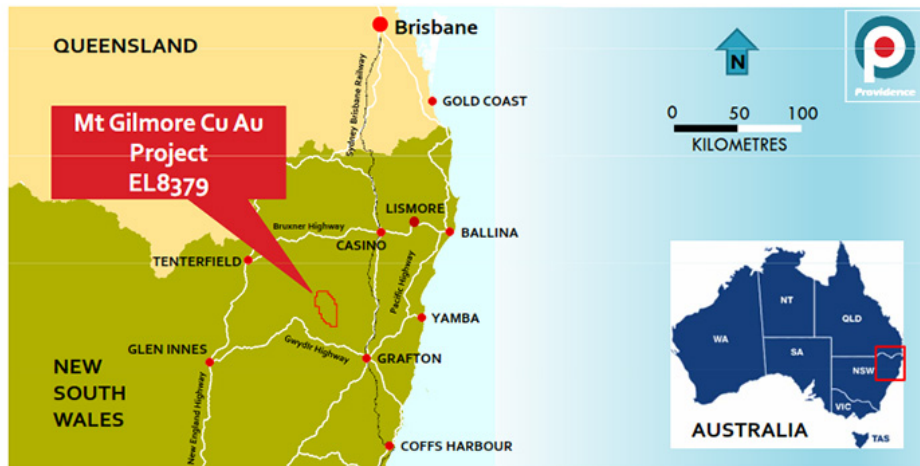 Brisbane
QUEENSLAND
Sydney Brisbane Railway
GOLD COAST
N
Providence
0 50 100
KILOMETRES
Mt Gilmore Cu Au
Project
EL8379
LISMORE
Bruxner Highway
CASINO
BALLINA
TENTERFIELD
Pacific Highway
YAMBA
Gwydir Highway
GLEN INNES
GRAFTON
NEW
SOUTH
WALES
New England Highway
COFFS HARBOUR
NT
QLD
WA
SA
NSW
VIC
AUSTRALIA
TAS